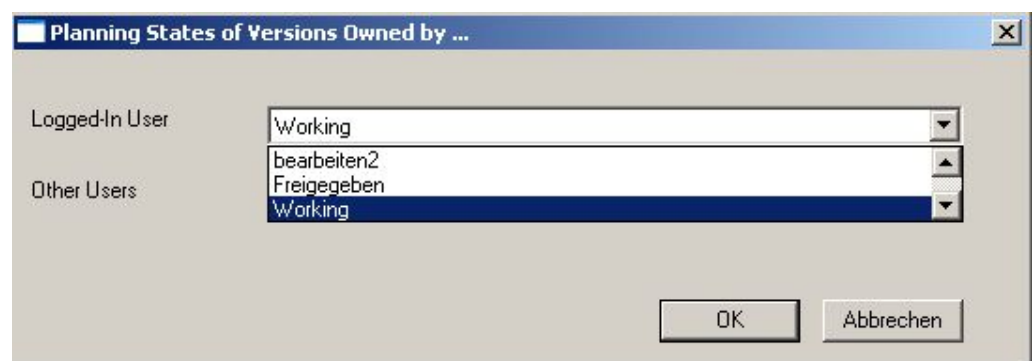 Planning States of Versions Owned by ...
Logged-In User
Working
bearbeiten2
Freigegeben
Other Users
Working
OK
Abbrechen